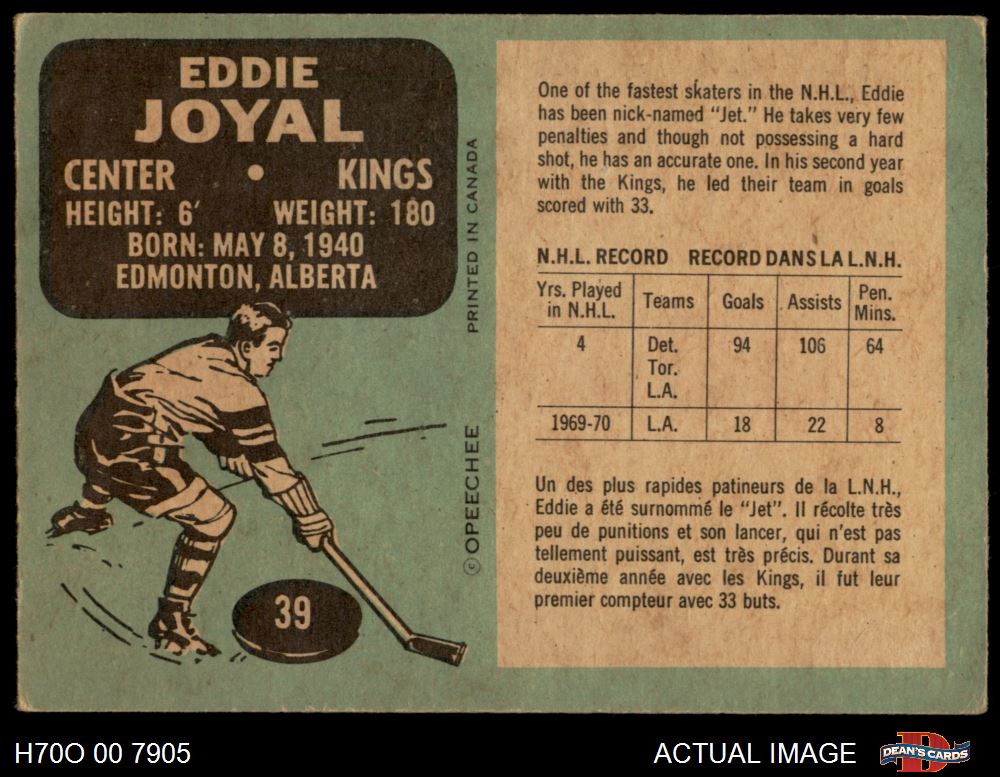 EDDIE
JOYAL
CENTER • KINGS
HEIGHT: 6′ WEIGHT: 180
BORN: MAY 8, 1940
EDMONTON, ALBERTA
PRINTED IN CANADA
© OPEECHEE
39
One of the fastest skaters in the N.H.L., Eddie
has been nick-named "Jet." He takes very few
penalties and though not possessing a hard
shot, he has an accurate one. In his second year
with the Kings, he led their team in goals
scored with 33.
N.H.L. RECORD RECORD DANS LA L.N.H.
Yrs. Played in N.H.L. Teams Goals Assists Pen. Mins.
4 Det. 94 106 64
Tor.
L.A.
1969-70 L.A. 18 22 8
Un des plus rapides patineurs de la L.N.H.,
Eddie a été surnommé le "Jet". Il récolte très
peu de punitions et son lancer, qui n'est pas
tellement puissant, est très précis. Durant sa
deuxième année avec les Kings, il fut leur
premier compteur avec 33 buts.
H70O 00 7905
ACTUAL IMAGE
D
DEAN'S CARDS